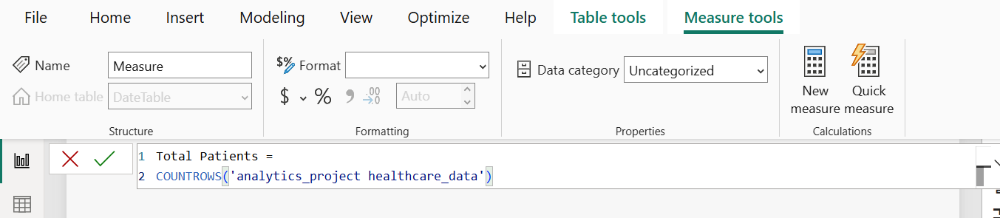 File Home Insert Modeling View Optimize Help Table tools Measure tools
Name Measure
Home table DateTable
Structure
$% Format
$ % , .00 Auto
Formatting
Data category Uncategorized
Properties
New measure
Quick measure
Calculations
1 Total Patients =
2 COUNTROWS('analytics_project healthcare_data')